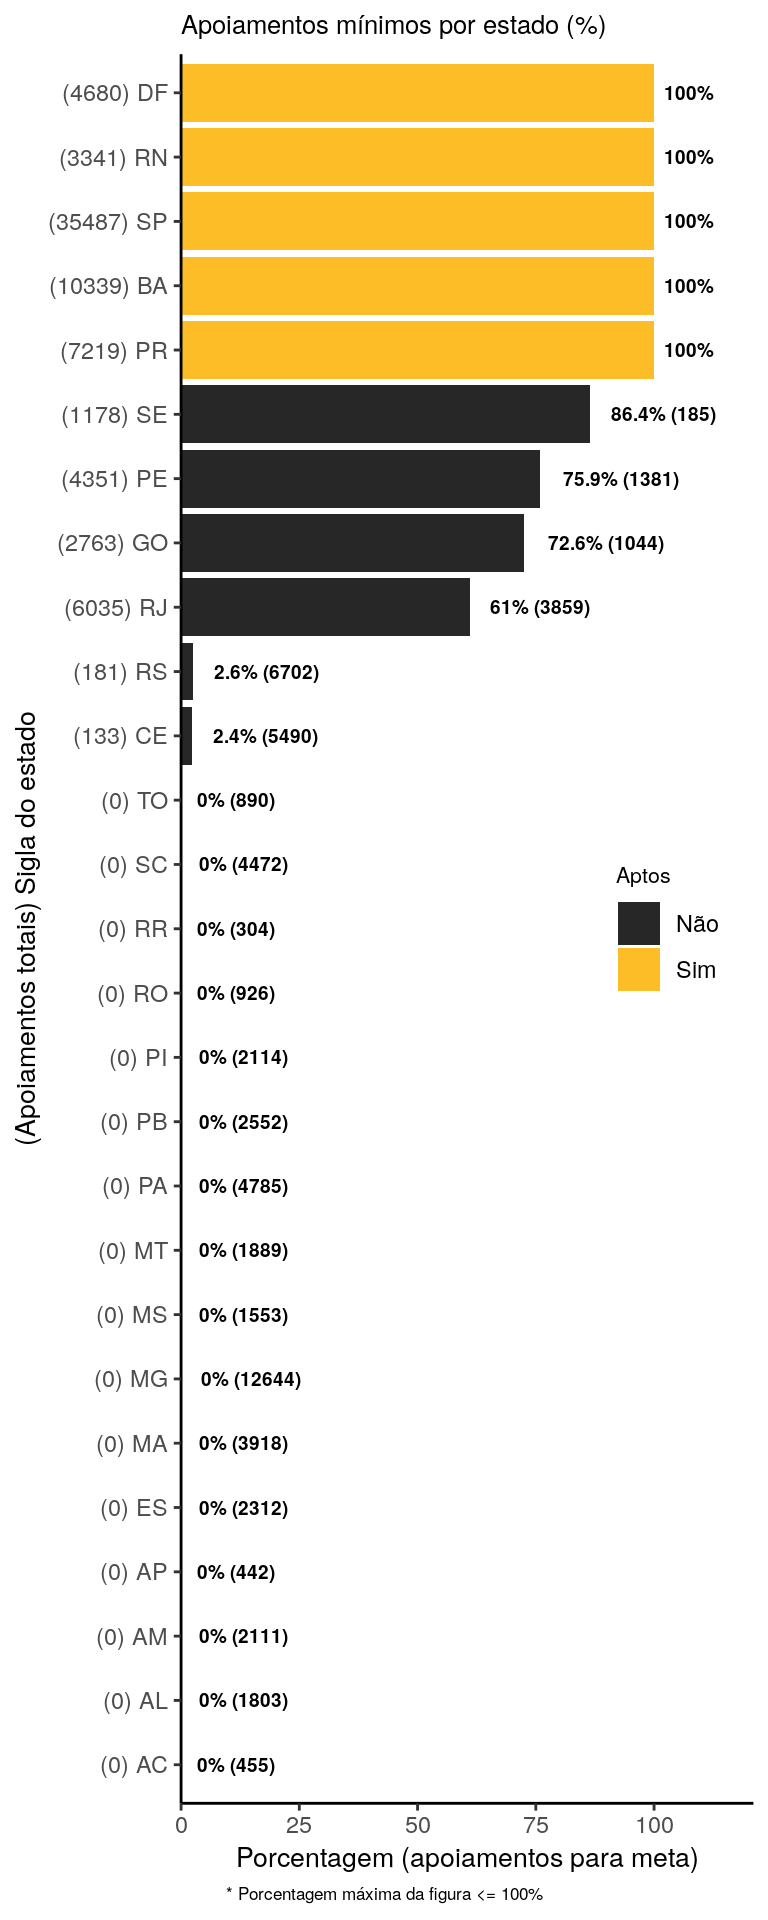 Apoiamentos mínimos por estado (%)
(4680) DF 100%
(3341) RN 100%
(35487) SP 100%
(10339) BA 100%
(7219) PR 100%
(1178) SE 86.4% (185)
(4351) PE 75.9% (1381)
(2763) GO 72.6% (1044)
(6035) RJ 61% (3859)
(181) RS 2.6% (6702)
(133) CE 2.4% (5490)
(0) TO 0% (890)
(0) SC 0% (4472)
(0) RR 0% (304)
(0) RO 0% (926)
(0) PI 0% (2114)
(0) PB 0% (2552)
(0) PA 0% (4785)
(0) MT 0% (1889)
(0) MS 0% (1553)
(0) MG 0% (12644)
(0) MA 0% (3918)
(0) ES 0% (2312)
(0) AP 0% (442)
(0) AM 0% (2111)
(0) AL 0% (1803)
(0) AC 0% (455)
(Apoiamentos totais) Sigla do estado
Aptos
Não
Sim
0 25 50 75 100
Porcentagem (apoiamentos para meta)
* Porcentagem máxima da figura <= 100%